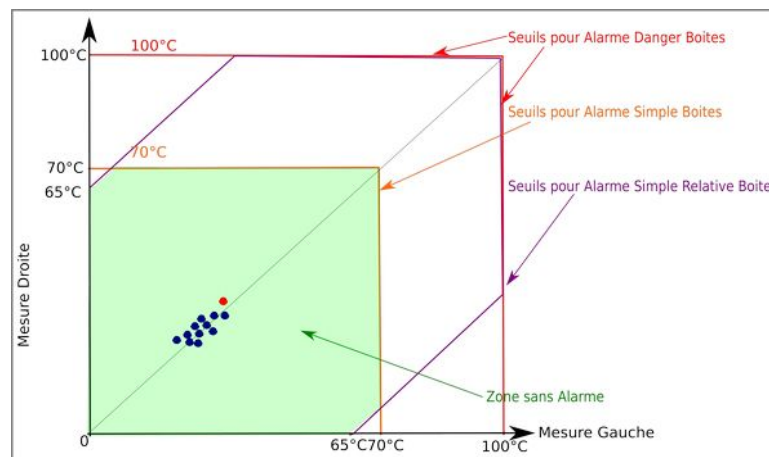 100°C
100°C
Seuils pour Alarme Danger Boites
Seuils pour Alarme Simple Boites
70°C
70°C
65°C
Seuils pour Alarme Simple Relative Boite
Mesure Droite
Zone sans Alarme
0
65°C
70°C
100°C
Mesure Gauche